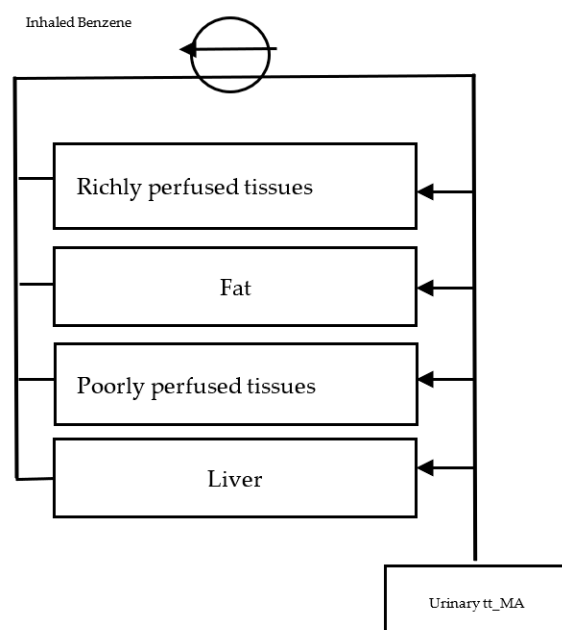 Inhaled Benzene
Richly perfused tissues
Fat
Poorly perfused tissues
Liver
Urinary tt_MA